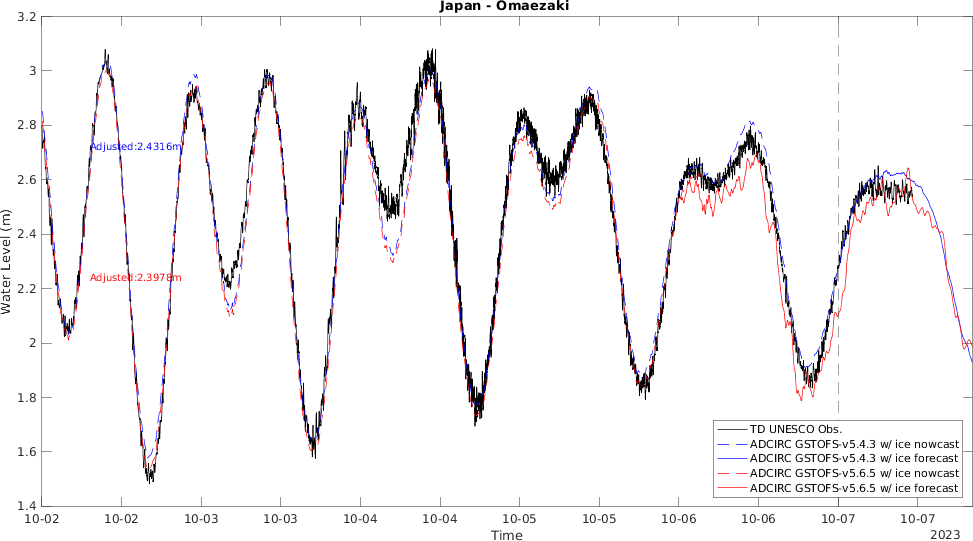 Japan - Omaezaki
3.2
3
2.8
2.6
2.4
2.2
2
1.8
1.6
1.4
Water Level (m)
Adjusted:2.4316m
Adjusted:2.3978m
TD UNESCO Obs.
ADCIRC GSTOFS-v5.4.3 w/ ice nowcast
ADCIRC GSTOFS-v5.4.3 w/ ice forecast
ADCIRC GSTOFS-v5.6.5 w/ ice nowcast
ADCIRC GSTOFS-v5.6.5 w/ ice forecast
10-02 10-02 10-03 10-03 10-04 10-04 10-05 10-05 10-06 10-06 10-07 10-07
Time
2023